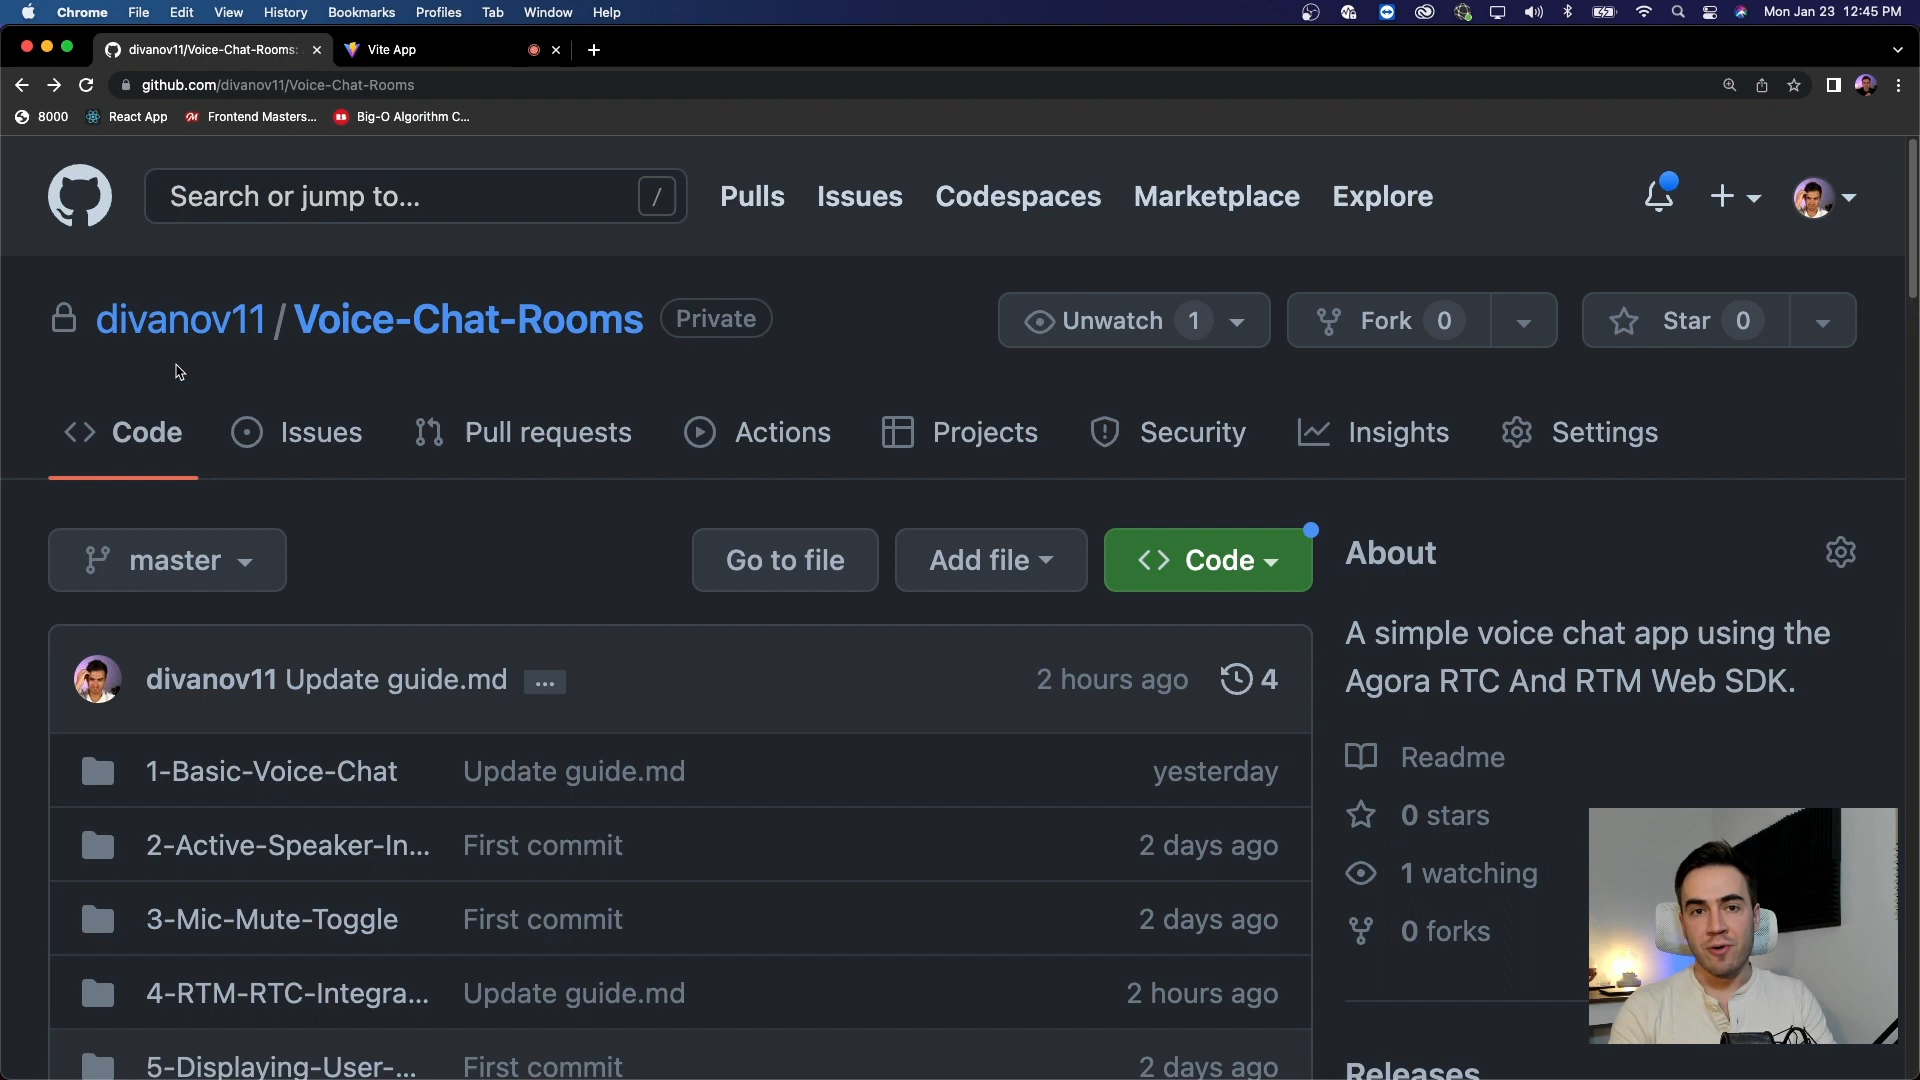 Chrome File Edit View History Bookmarks Profiles Tab Window Help Mon Jan 23 12:45 PM
divanov11/Voice-Chat-Rooms: Vite App
github.com/divanov11/Voice-Chat-Rooms
8000 React App Frontend Masters... Big-O Algorithm C...
Search or jump to... / Pulls Issues Codespaces Marketplace Explore
divanov11 / Voice-Chat-Rooms Private Unwatch 1 Fork 0 Star 0
Code Issues Pull requests Actions Projects Security Insights Settings
master Go to file Add file Code About
A simple voice chat app using the
Agora RTC And RTM Web SDK.
divanov11 Update guide.md ... 2 hours ago 4
1-Basic-Voice-Chat Update guide.md yesterday
Readme
2-Active-Speaker-In... First commit 2 days ago
0 stars
1 watching
3-Mic-Mute-Toggle First commit 2 days ago
0 forks
4-RTM-RTC-Integra... Update guide.md 2 hours ago
5-Displaying-User-... First commit 2 days ago
Releases